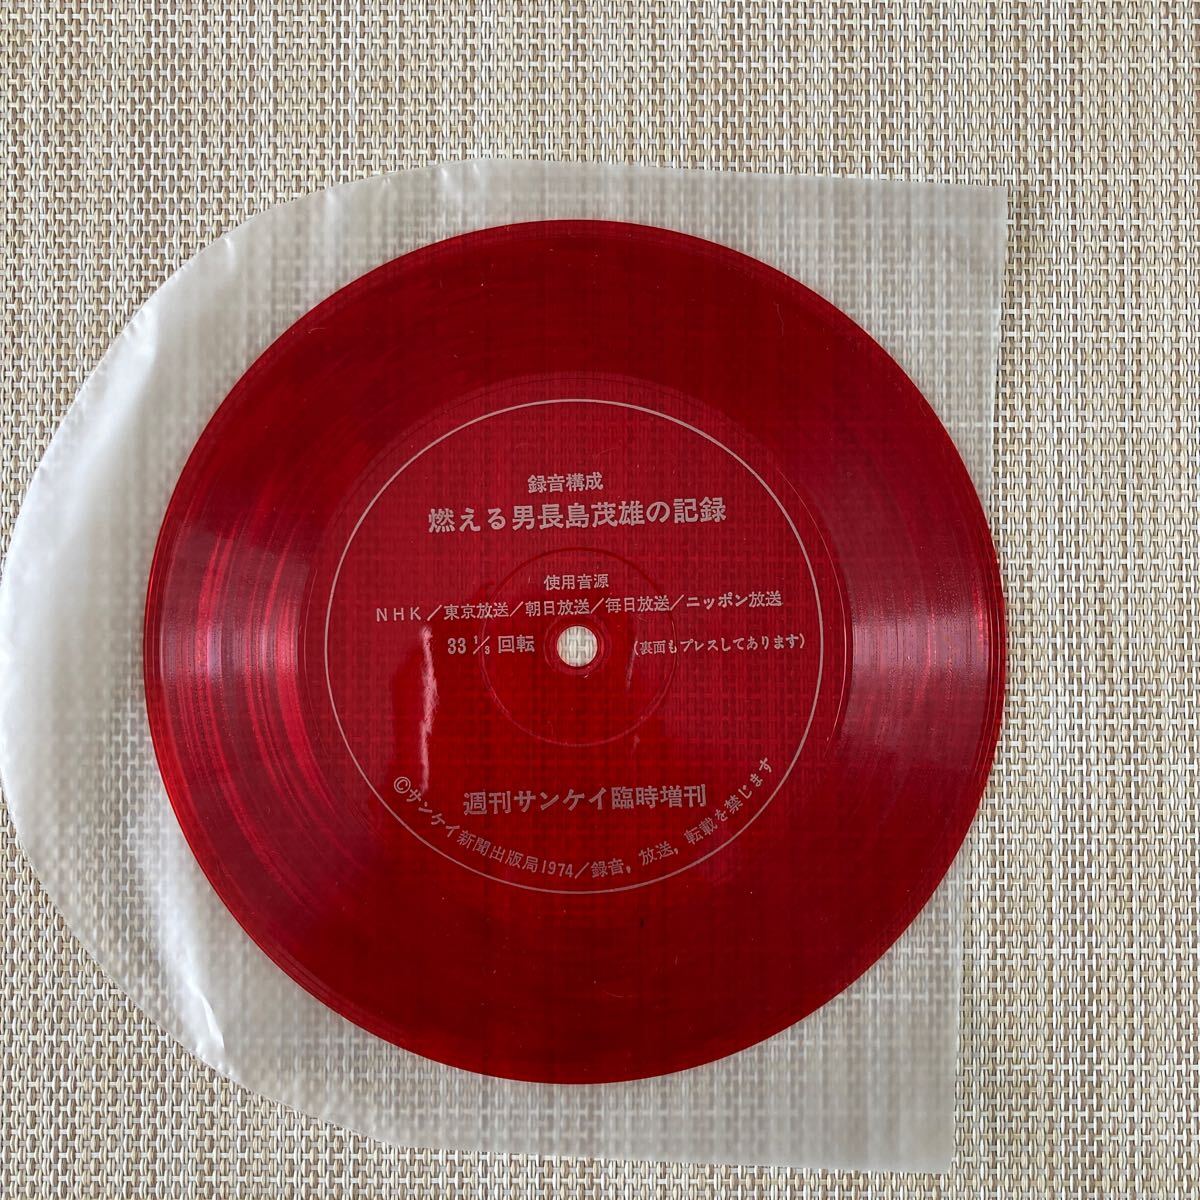 録音構成
燃える男長島茂雄の記録
使用音源
NHK/東京放送/朝日放送/毎日放送/ニッポン放送
33 1/3 回転 (裏面もプレスしてあります)
週刊サンケイ臨時増刊
©サンケイ新聞出版局1974/録音,放送,転載を禁じます